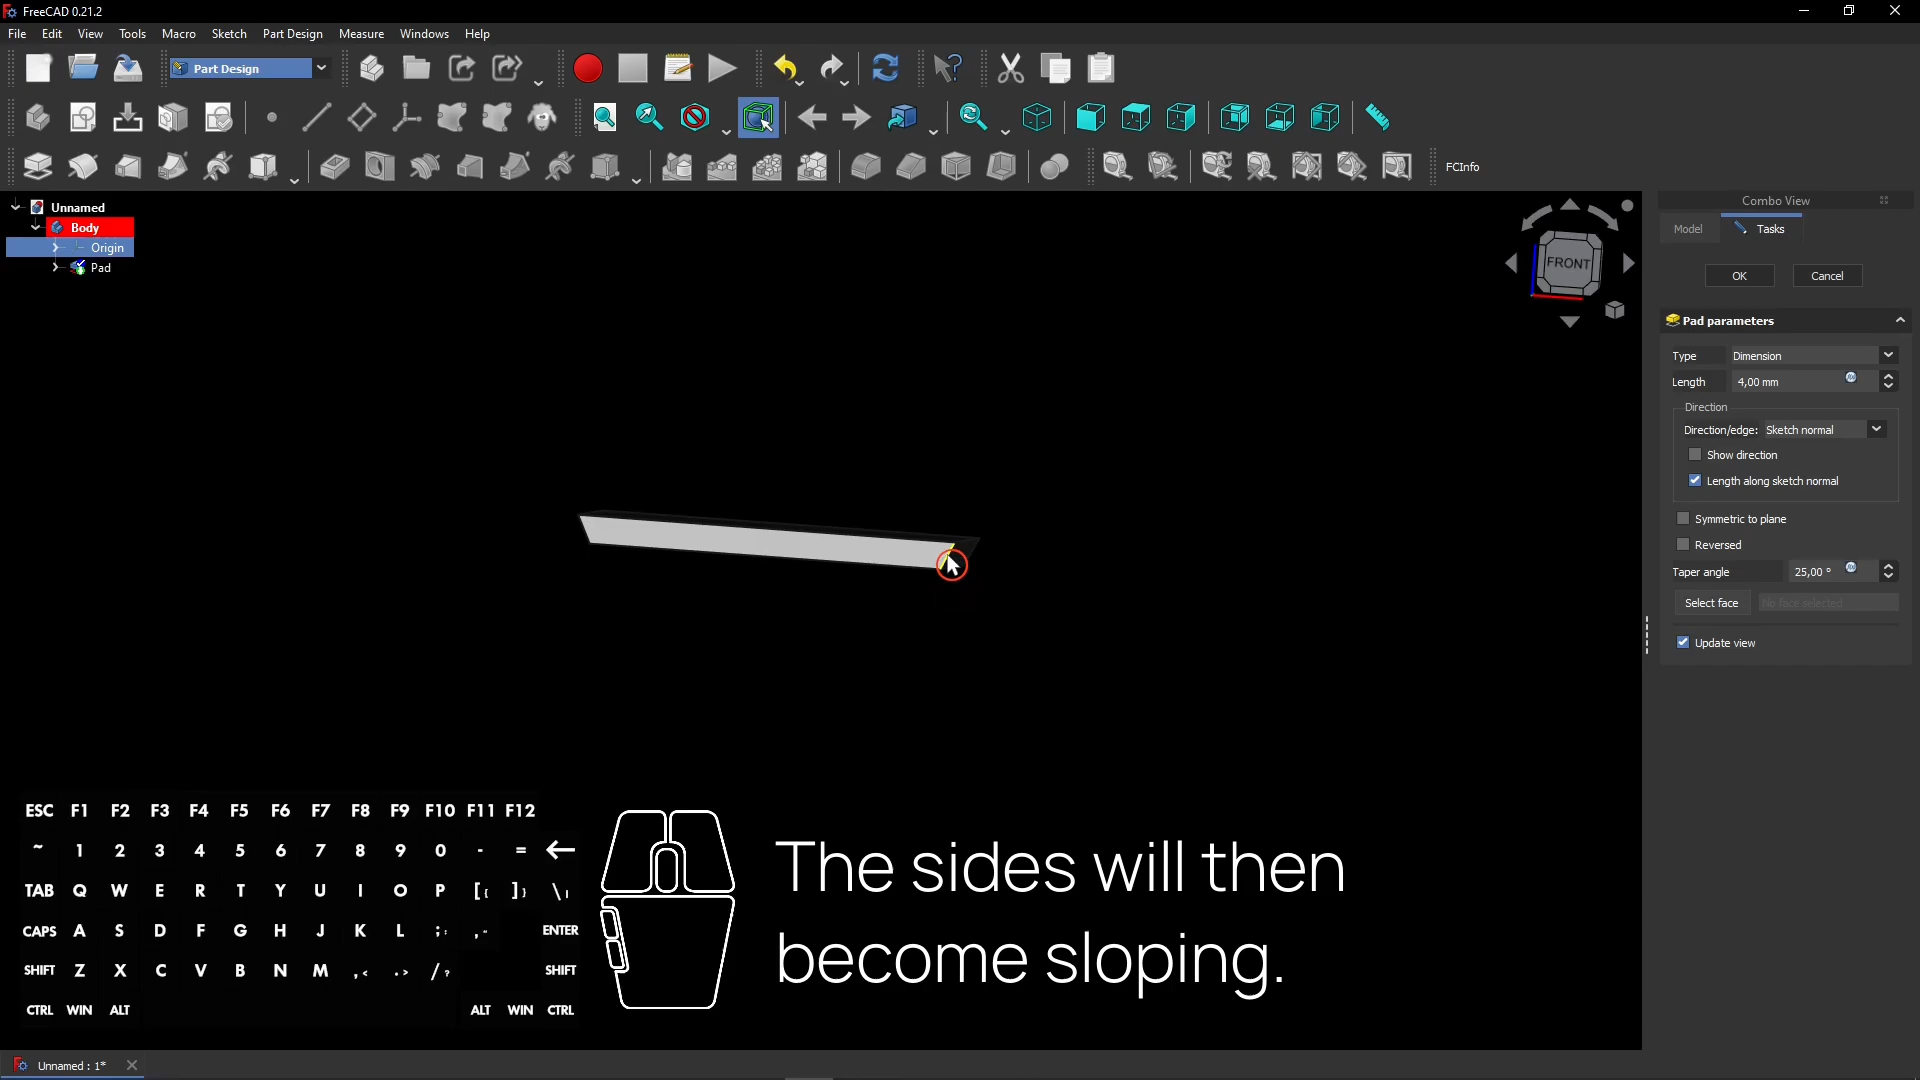 FreeCAD 0.21.2
File Edit View Tools Macro Sketch Part Design Measure Windows Help
Part Design
FCInfo
Unnamed
Body
Origin
Pad
FRONT
Combo View
Model Tasks
OK Cancel
Pad parameters
Type Dimension
Length 4,00 mm
Direction
Direction/edge: Sketch normal
Show direction
Length along sketch normal
Symmetric to plane
Reversed
Taper angle 25,00 °
Select face No face selected
Update view
ESC F1 F2 F3 F4 F5 F6 F7 F8 F9 F10 F11 F12
~ 1 2 3 4 5 6 7 8 9 0 - =
TAB Q W E R T Y U I O P [{ ]} \|
CAPS A S D F G H J K L ;: ,“ ENTER
SHIFT Z X C V B N M ,< .> /? SHIFT
CTRL WIN ALT ALT WIN CTRL
The sides will then
become sloping.
Unnamed : 1*